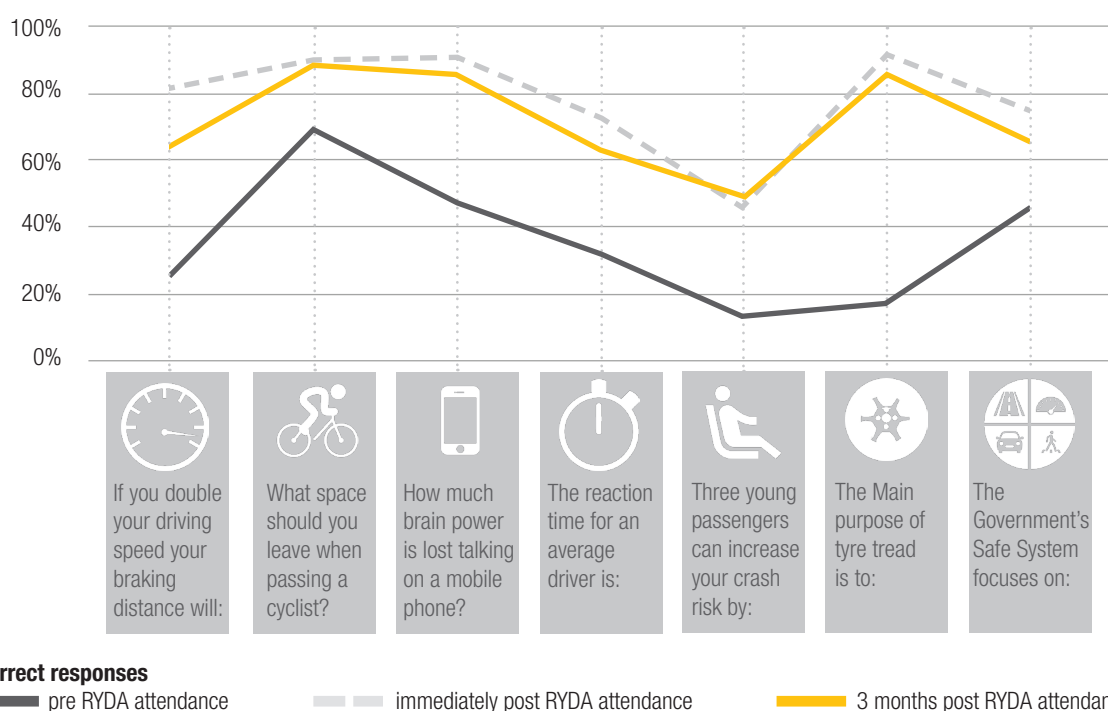 100%
80%
60%
40%
20%
0%
If you double
your driving
speed your
braking
distance will:
What space
should you
leave when
passing a
cyclist?
How much
brain power
is lost talking
on a mobile
phone?
The reaction
time for an
average
driver is:
Three young
passengers
can increase
your crash
risk by:
The Main
purpose of
tyre tread
is to:
The
Government's
Safe System
focuses on:
rrect responses
pre RYDA attendance
immediately post RYDA attendance
3 months post RYDA attendar